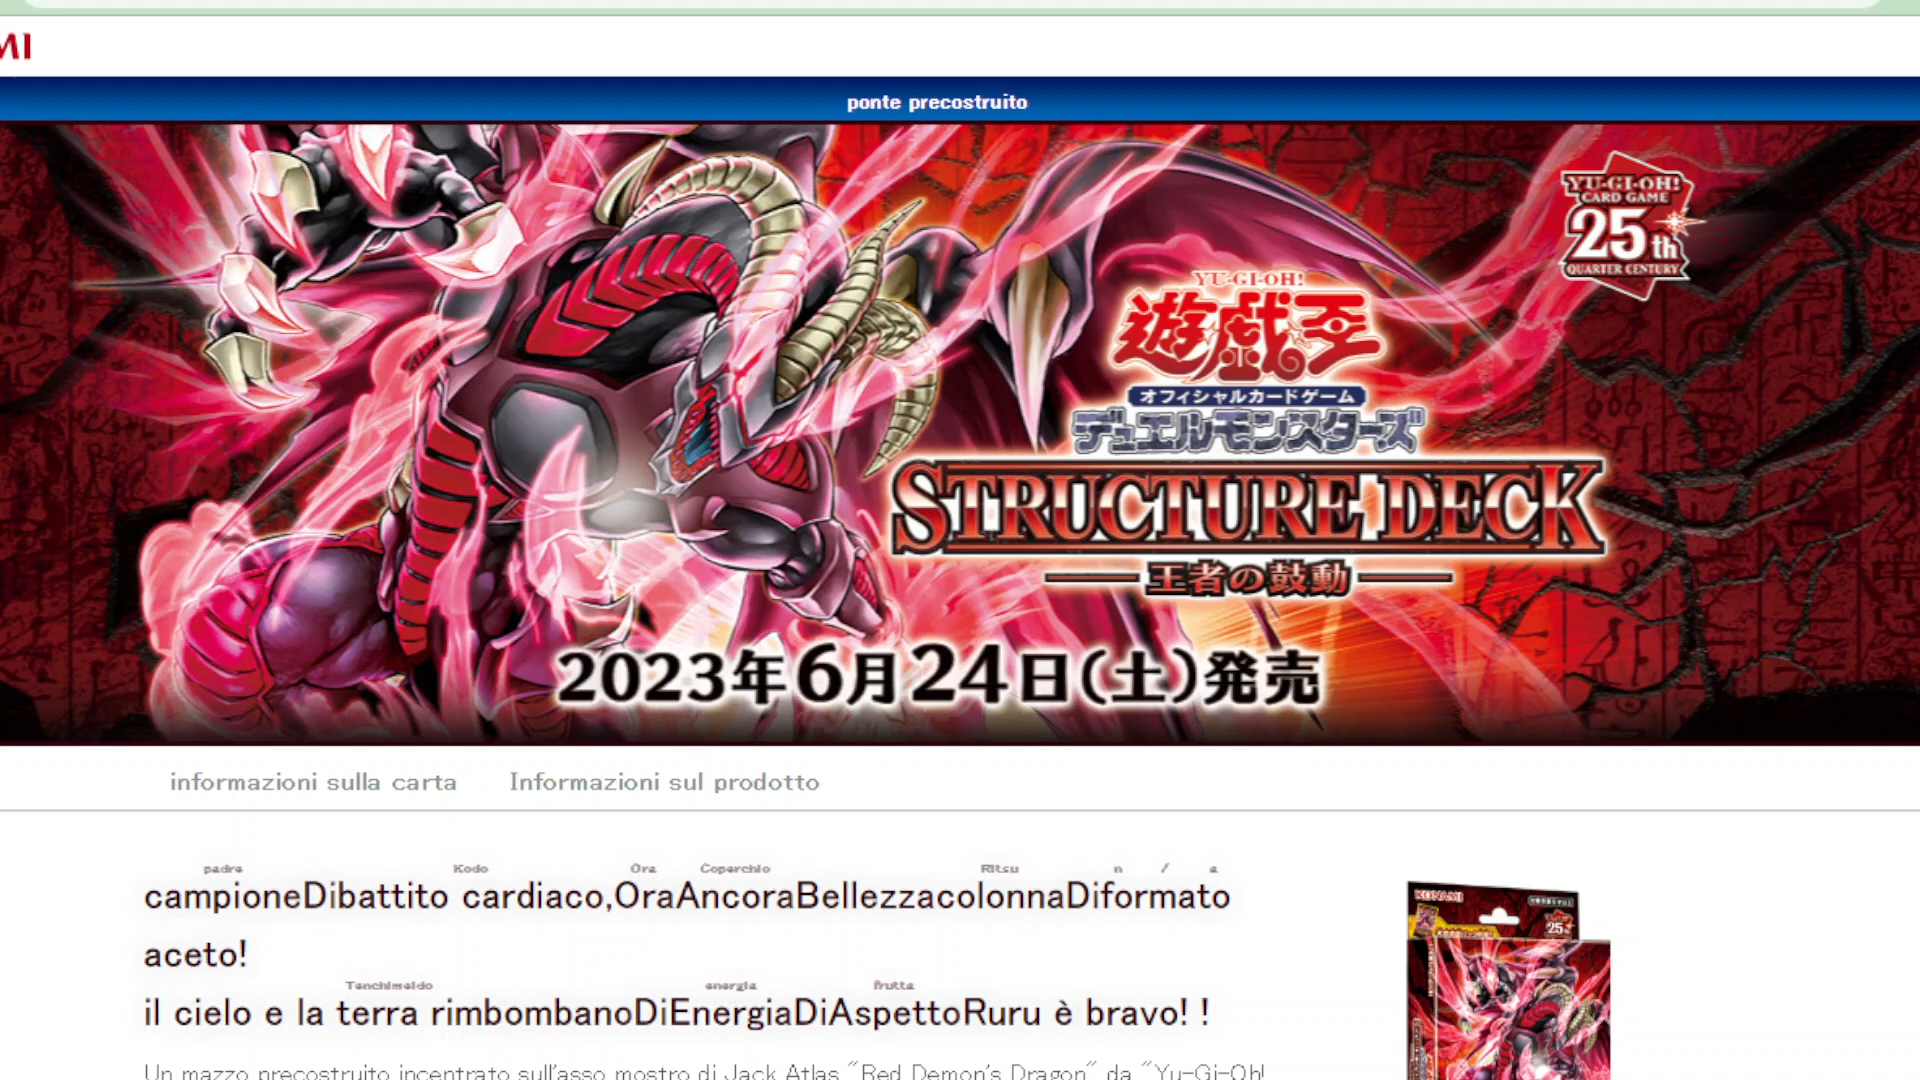 MI
ponte precostruito
YU-GI-OH!
CARD GAME
25th
QUARTER CENTURY
YU-GI-OH!
遊戯王
オフィシャルカードゲーム
デュエルモンスターズ
STRUCTURE DECK
王者の鼓動
2023年6月24日(土)発売
informazioni sulla carta Informazioni sul prodotto
padre Kodo Ora Coperchio Ritsu n / a
campioneDibattito cardiaco,OraAncoraBellezzacolonnaDiformato
aceto!
Tenchimeido energia frutta
il cielo e la terra rimbombanoDiEnergiaDiAspettoRuru è bravo! !
Un mazzo precostruito incentrato sull'asso mostro di Jack Atlas "Red Demon's Dragon" da "Yu-Gi-Oh!
KONAMI
25